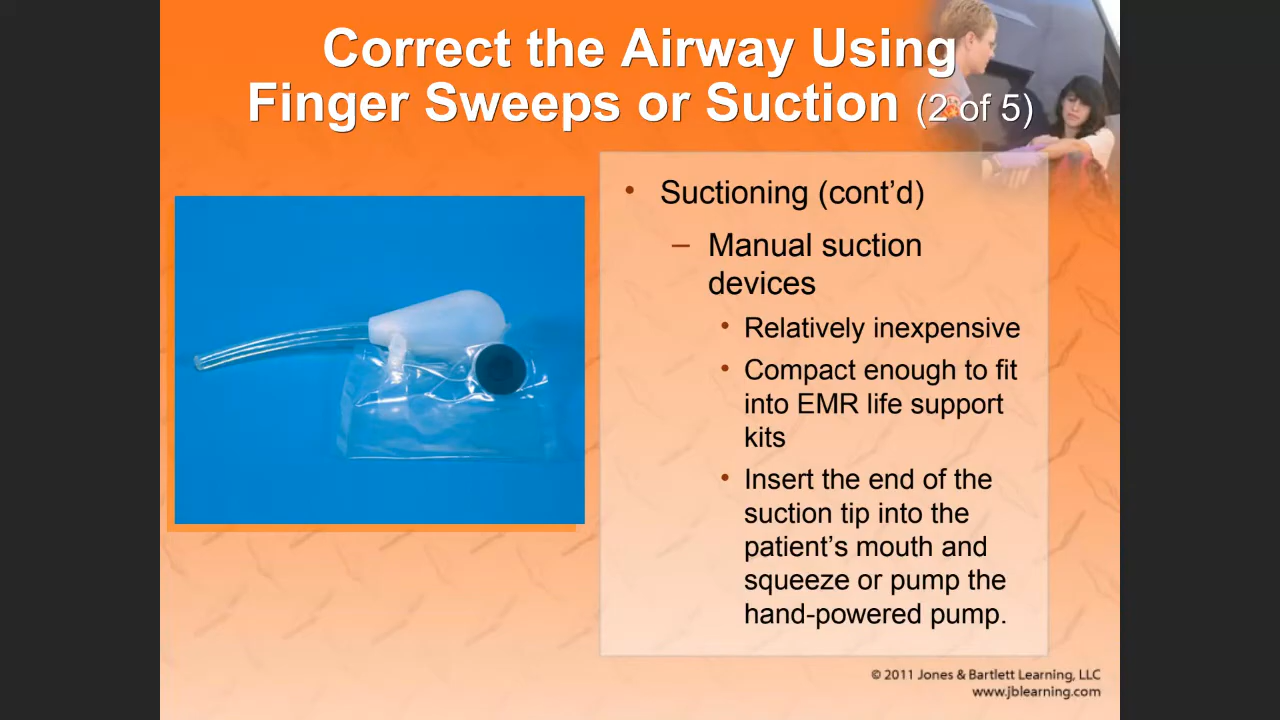 Correct the Airway Using
Finger Sweeps or Suction (2 of 5)
• Suctioning (cont’d)
– Manual suction
devices
• Relatively inexpensive
• Compact enough to fit
into EMR life support
kits
• Insert the end of the
suction tip into the
patient’s mouth and
squeeze or pump the
hand-powered pump.
© 2011 Jones & Bartlett Learning, LLC
www.jblearning.com